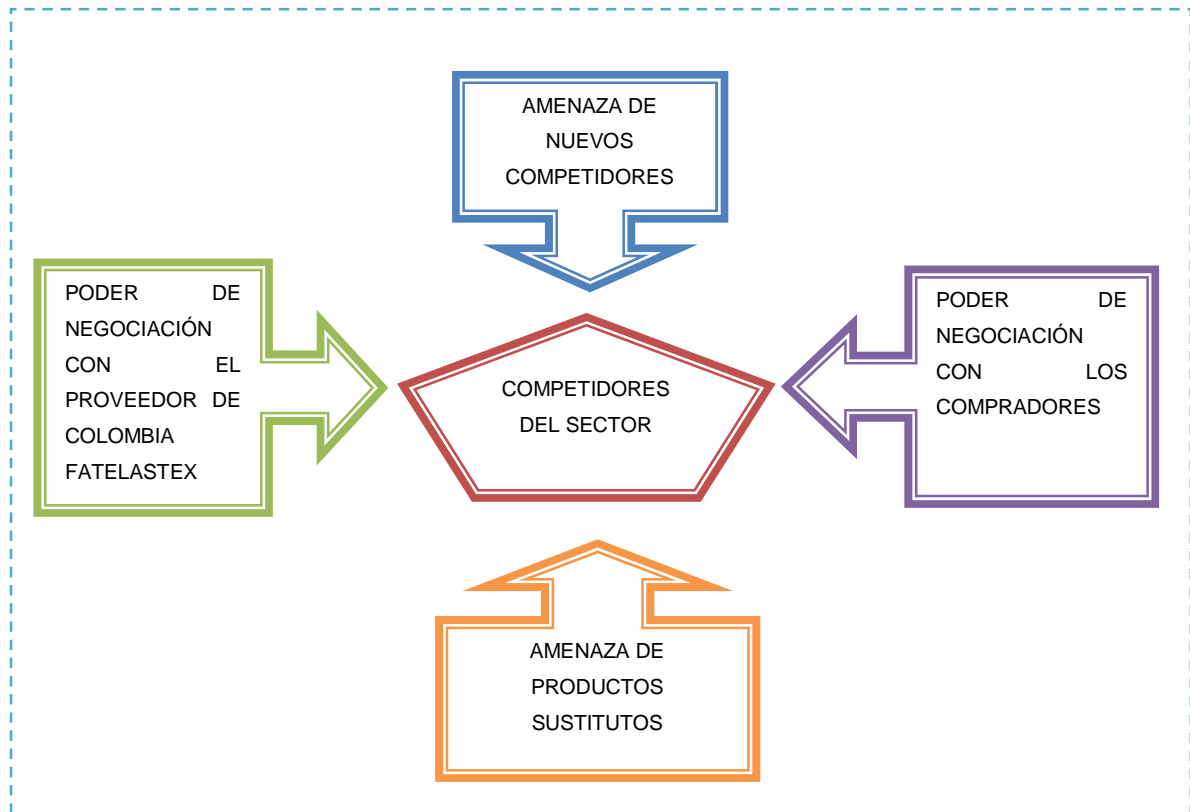 AMENAZA DE
NUEVOS
COMPETIDORES
PODER DE
NEGOCIACIÓN
CON EL
PROVEEDOR DE
COLOMBIA
FATELASTEX
COMPETIDORES
DEL SECTOR
PODER DE
NEGOCIACIÓN
CON LOS
COMPRADORES
AMENAZA DE
PRODUCTOS
SUSTITUTOS